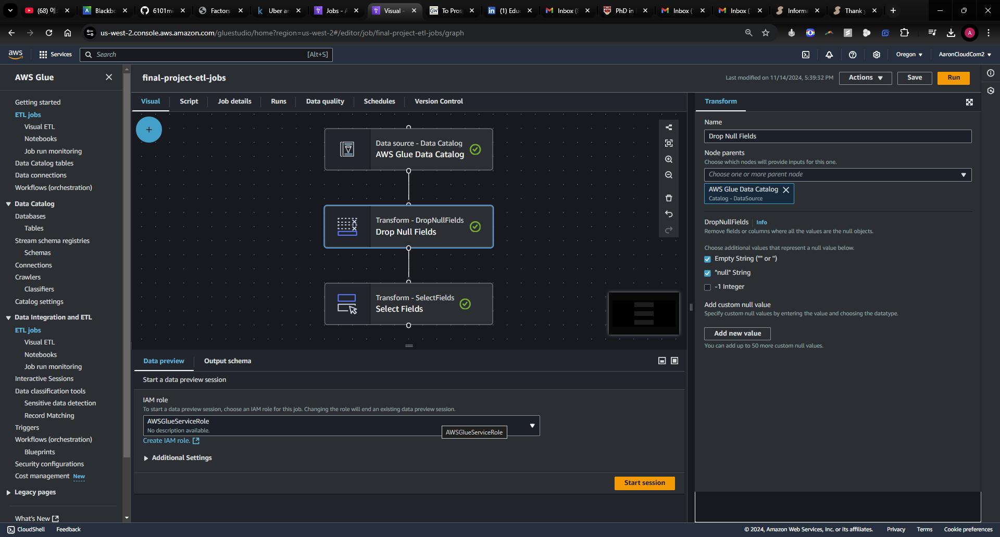 (68) 에
Blackbo
6101mi
Factors
Uber an
Jobs - A
Visual -
To Pros
(1) Edu
Inbox (8
PhD in
Inbox (
Inbox (
Informa
Thank y
us-west-2.console.aws.amazon.com/gluestudio/home?region=us-west-2#/editor/job/final-project-etl-jobs/graph
A
aws
Services
Search
[Alt+S]
Oregon
AaronCloudCom2
AWS Glue
Getting started
ETL jobs
Visual ETL
Notebooks
Job run monitoring
Data Catalog tables
Data connections
Workflows (orchestration)
Data Catalog
Databases
Tables
Stream schema registries
Schemas
Connections
Crawlers
Classifiers
Catalog settings
Data Integration and ETL
ETL jobs
Visual ETL
Notebooks
Job run monitoring
Interactive Sessions
Data classification tools
Sensitive data detection
Record Matching
Triggers
Workflows (orchestration)
Blueprints
Security configurations
Cost management New
Legacy pages
What's New
final-project-etl-jobs
Last modified on 11/14/2024, 5:39:32 PM
Actions
Save
Run
Visual
Script
Job details
Runs
Data quality
Schedules
Version Control
Data source - Data Catalog
AWS Glue Data Catalog
Transform - DropNullFields
Drop Null Fields
Transform - SelectFields
Select Fields
Data preview
Output schema
Start a data preview session
IAM role
To start a data preview session, choose an IAM role for this job. Changing the role will end an existing data preview session.
AWSGlueServiceRole
No description available.
AWSGlueServiceRole
Create IAM role.
Additional Settings
Start session
Transform
Name
Drop Null Fields
Node parents
Choose which nodes will provide inputs for this one.
Choose one or more parent node
AWS Glue Data Catalog
Catalog - DataSource
DropNullFields Info
Remove fields or columns where all the values are the null objects.
Choose additional values that represent a null value below.
Empty String ("" or '')
"null" String
-1 Integer
Add custom null value
Specify custom null values by entering the value and choosing the datatype.
Add new value
You can add up to 50 more custom null values.
CloudShell
Feedback
© 2024, Amazon Web Services, Inc. or its affiliates.
Privacy
Terms
Cookie preferences